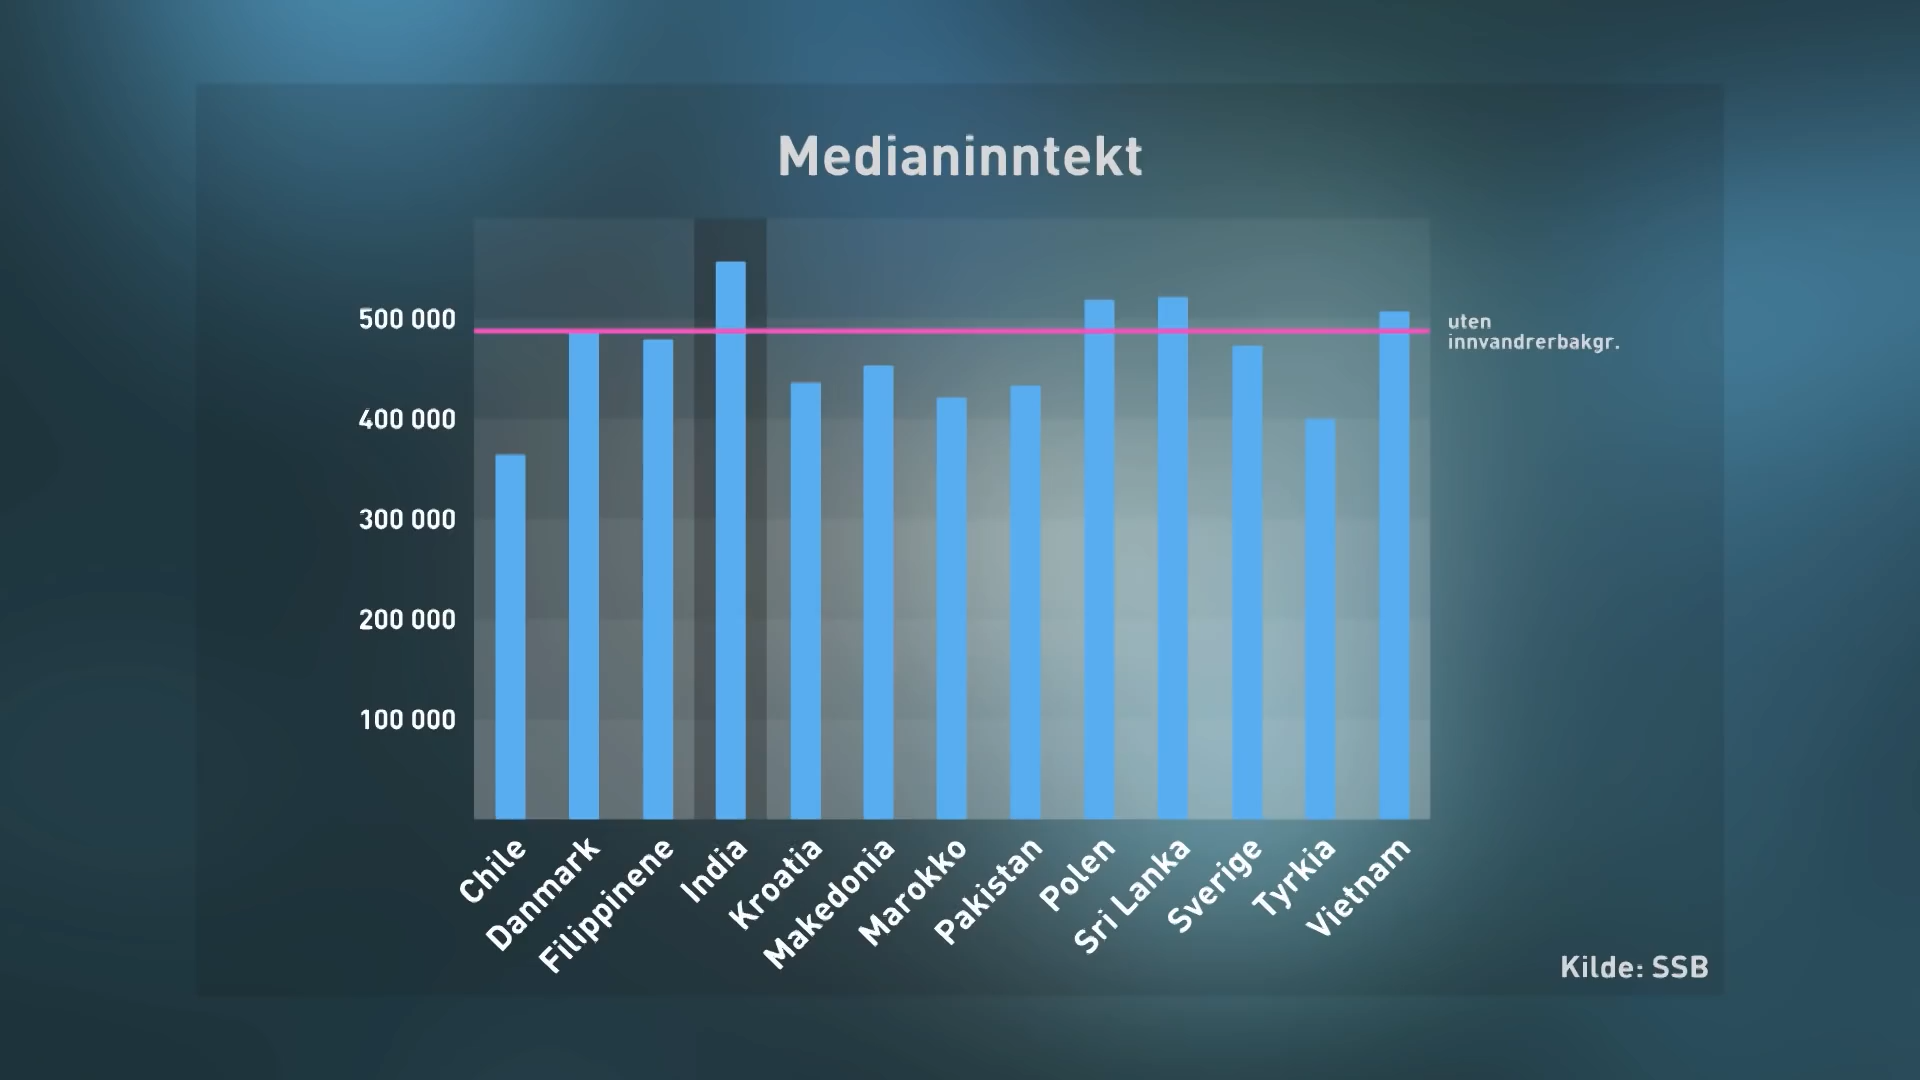 Medianinntekt
500 000
400 000
300 000
200 000
100 000
uten
innvandrerbakgr.
Chile
Danmark
Filippinene
India
Kroatia
Makedonia
Marokko
Pakistan
Polen
Sri Lanka
Sverige
Tyrkia
Vietnam
Kilde: SSB